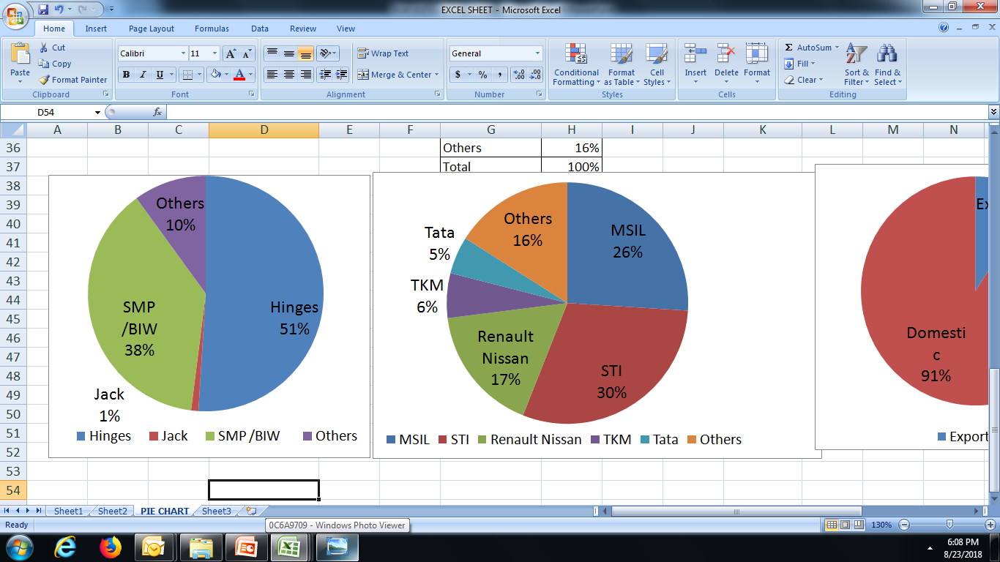 EXCEL SHEET - Microsoft Excel
Home Insert Page Layout Formulas Data Review View
Paste Cut Copy Format Painter Clipboard
Calibri 11 A A B I U A Font
Wrap Text Merge & Center Alignment
General $ % , .0 .00 .00 .0 Number
Conditional Formatting Format as Table Cell Styles Styles
Insert Delete Format Cells
Σ AutoSum Fill Clear Sort & Filter Find & Select Editing
D54 fx
A B C D E F G H I J K L M N
36 Others 16%
37 Total 100%
38
39
40
41
42
43
44
45
46
47
48
49
50
51
52
53
54
Others
10%
Hinges
51%
SMP
/BIW
38%
Jack
1%
Hinges Jack SMP /BIW Others
Others
16%
MSIL
26%
Tata
5%
TKM
6%
Renault
Nissan
17%
STI
30%
MSIL STI Renault Nissan TKM Tata Others
Ex
Domesti
c
91%
Export
Sheet1 Sheet2 PIE CHART Sheet3
Ready 130%
0C6A9709 - Windows Photo Viewer
6:08 PM
8/23/2018